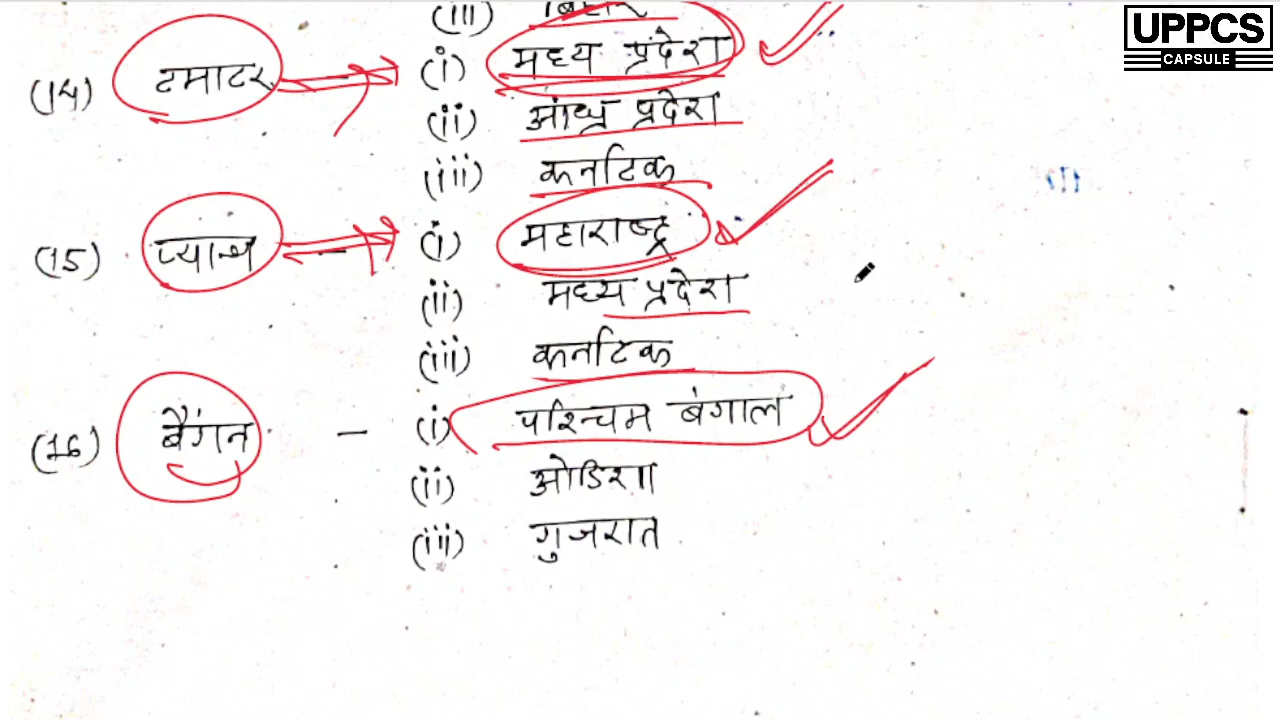 (iii) बिहार
UPPCS
CAPSULE
(14) टमाटर → (i) मध्य प्रदेश
(ii) आंध्र प्रदेश
(iii) कर्नाटक
(15) प्याज → (i) महाराष्ट्र
(ii) मध्य प्रदेश
(iii) कर्नाटक
(16) बैंगन - (i) पश्चिम बंगाल
(ii) ओडिशा
(iii) गुजरात